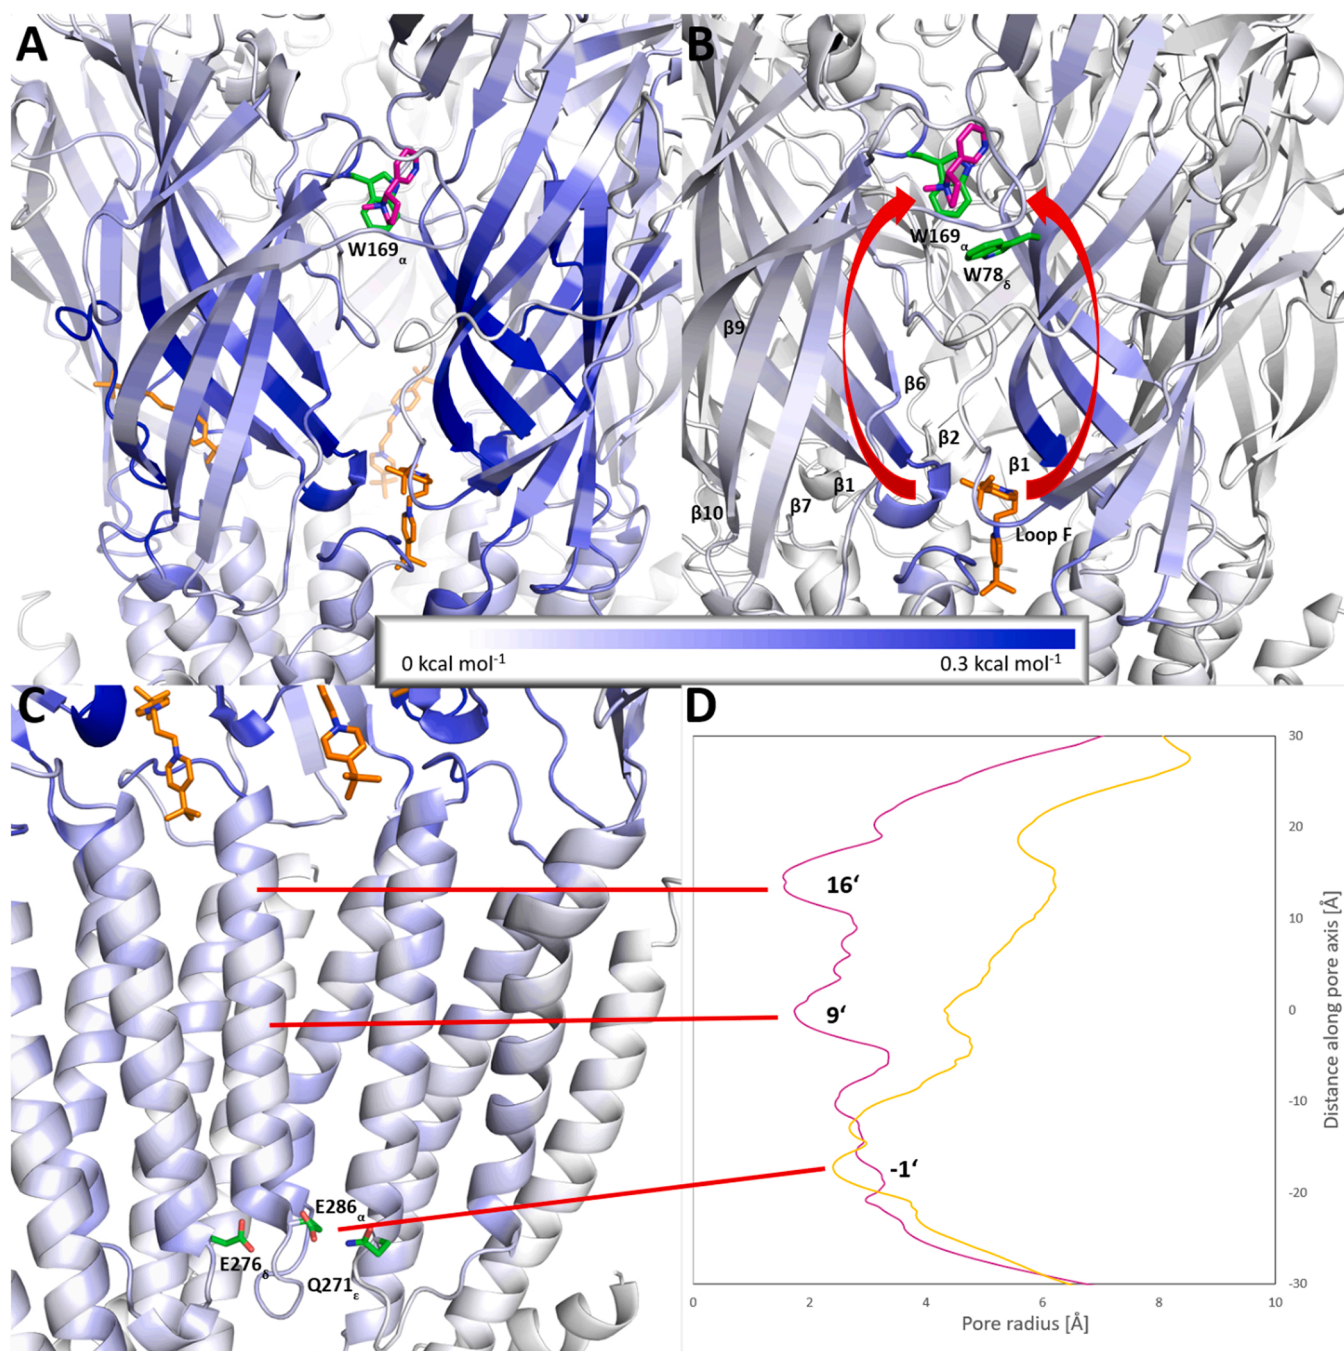 A
W169α
B
W169α
W78δ
β9
β6
β2
β1
β1
β7
β10
Loop F
0 kcal mol⁻¹
0.3 kcal mol⁻¹
C
E286α
E276δ
Q271ε
D
16‘
9‘
-1‘
30
20
10
0
-10
-20
-30
Distance along pore axis [Å]
0
2
4
6
8
10
Pore radius [Å]